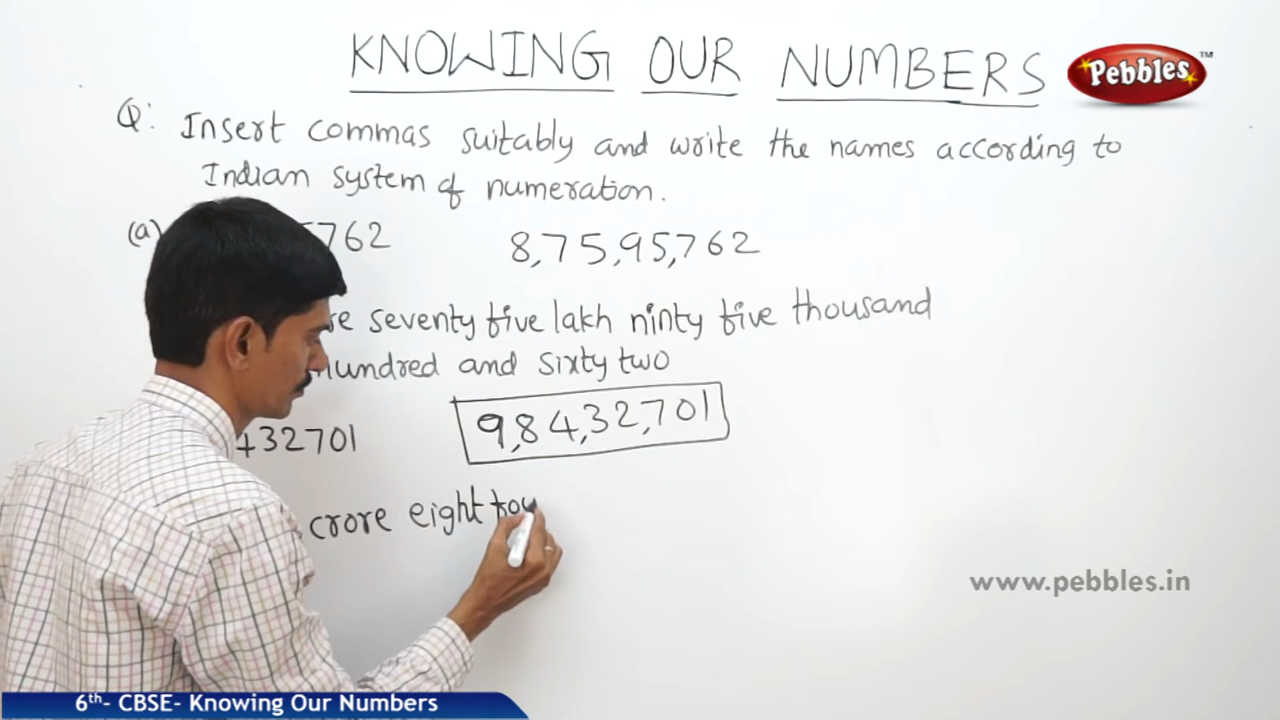 KNOWING OUR NUMBERS
Pebbles™
Q: Insert commas suitably and write the names according to
Indian system of numeration.
(a) 762 8,75,95,762
seventy five lakh ninty five thousand
hundred and sixty two
32701 9,84,32,701
crore eight
www.pebbles.in
6th- CBSE- Knowing Our Numbers